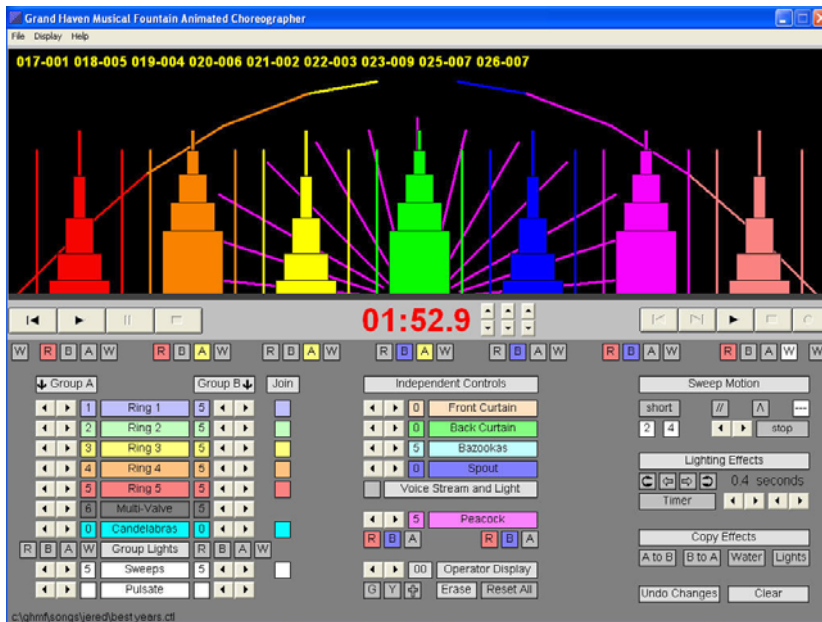 Grand Haven Musical Fountain Animated Choreographer
File Display Help
017-001 018-005 019-004 020-006 021-002 022-003 023-009 025-007 026-007
01:52.9
W R B A W R B A W R B A W R B A W R B A W R B A W R B A W W
Group A Group B Join Independent Controls Sweep Motion
1 Ring 1 5 0 Front Curtain short // Λ ---
2 Ring 2 5 0 Back Curtain 2 4 stop
3 Ring 3 5 5 Bazookas
4 Ring 4 5 0 Spout Lighting Effects
5 Ring 5 5 Voice Stream and Light 0.4 seconds
6 Multi-Valve 5 Timer
0 Candelabras 0 5 Peacock
R B A W Group Lights R B A W R B A R B A Copy Effects
5 Sweeps 5 00 Operator Display A to B B to A Water Lights
Pulsate G Y Erase Reset All
Undo Changes Clear
c:\ghmf\songs\jered\bestyears.ctl